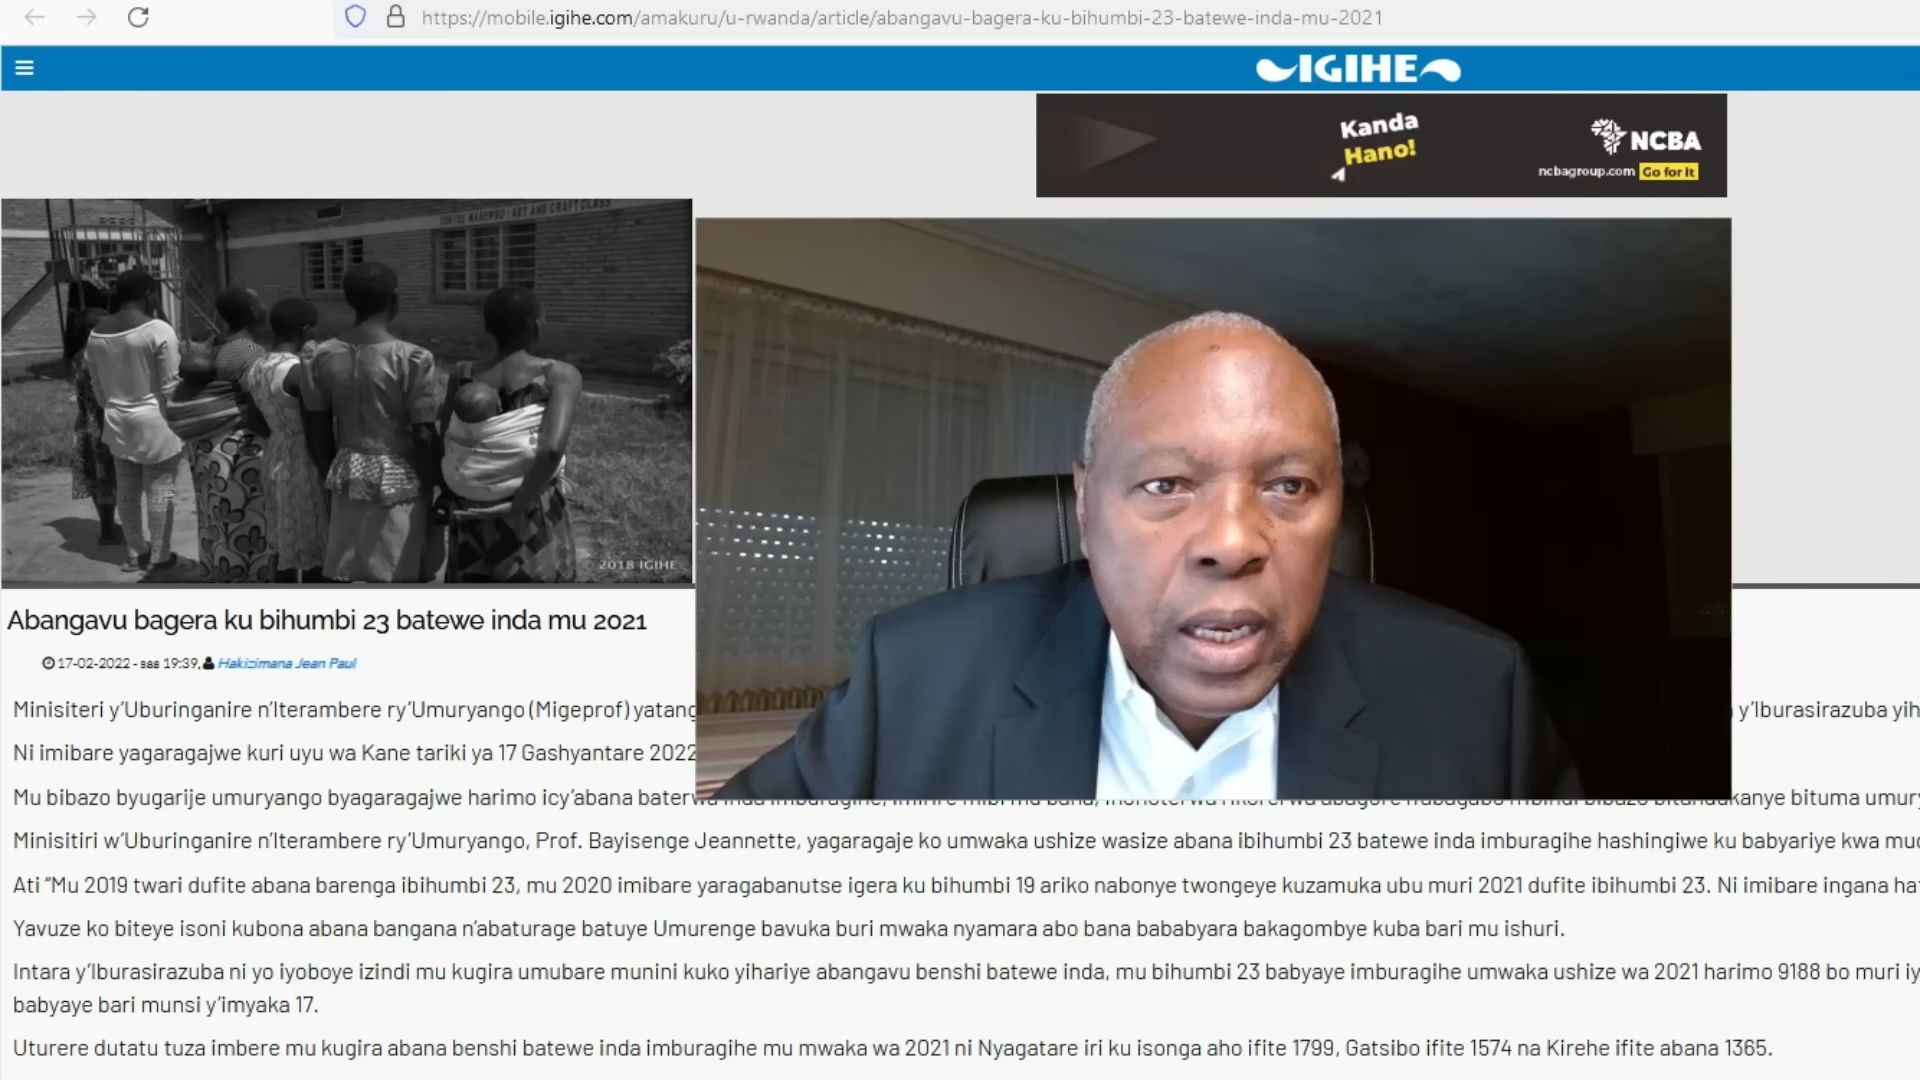 https://mobile.igihe.com/amakuru/u-rwanda/article/abangavu-bagera-ku-bihumbi-23-batewe-inda-mu-2021
IGIHE
Kanda
Hano!
NCBA
ncbagroup.com Go for it
CENTRE MAREMBO : ART AND CRAFT CLASS
© 2018 IGIHE
Abangavu bagera ku bihumbi 23 batewe inda mu 2021
17-02-2022 - saa 19:39, Hakizimana Jean Paul
Minisiteri y'Uburinganire n'Iterambere ry'Umuryango (Migeprof) y'Iburasirazuba
Ni imibare yagaragajwe kuri uyu wa Kane tariki ya 17 Gashyantare 2022
Mu bibazo byugarije umuryango byagaragajwe harimo icy'abana bituma
Minisitiri w'Uburinganire n'Iterambere ry'Umuryango, Prof. Bayisenge Jeannette, yagaragaje ko umwaka ushize wasize abana ibihumbi 23 batewe inda imburagihe hashingiwe ku babyariye kwa
Ati “Mu 2019 twari dufite abana barenga ibihumbi 23, mu 2020 imibare yaragabanutse igera ku bihumbi 19 ariko nabonye twongeye kuzamuka ubu muri 2021 dufite ibihumbi 23. Ni imibare ingana
Yavuze ko biteye isoni kubona abana bangana n'abaturage batuye Umurenge bavuka buri mwaka nyamara abo bana bababyara bakagombye kuba bari mu ishuri.
Intara y'Iburasirazuba ni yo iyoboye izindi mu kugira umubare munini kuko yihariye abangavu benshi batewe inda, mu bihumbi 23 babyaye imburagihe umwaka ushize wa 2021 harimo 9188 bo muri
babyaye bari munsi y'imyaka 17.
Uturere dutatu tuza imbere mu kugira abana benshi batewe inda imburagihe mu mwaka wa 2021 ni Nyagatare iri ku isonga aho ifite 1799, Gatsibo ifite 1574 na Kirehe ifite abana 1365.